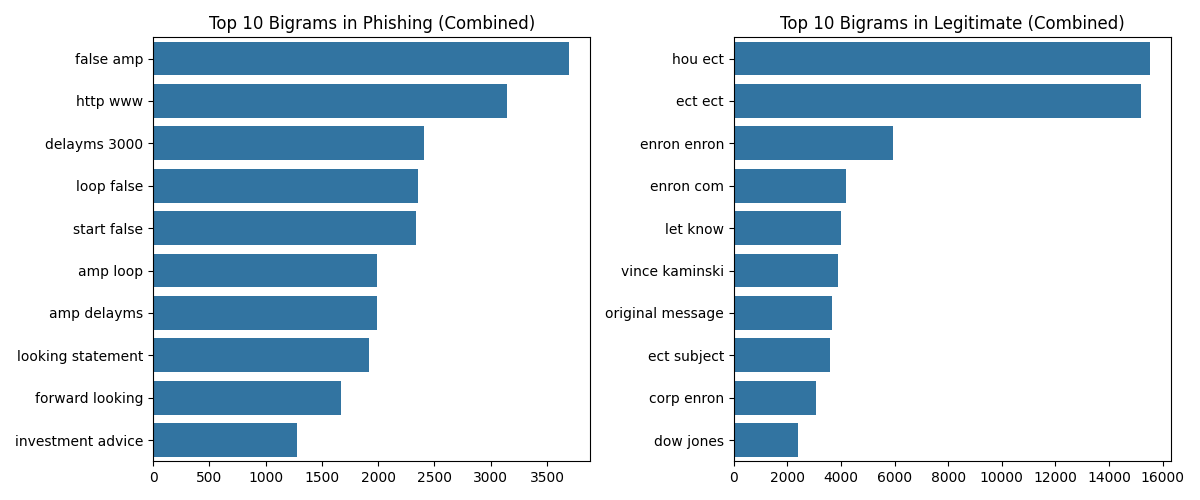 Top 10 Bigrams in Phishing (Combined)
false amp
http www
delayms 3000
loop false
start false
amp loop
amp delayms
looking statement
forward looking
investment advice
0 500 1000 1500 2000 2500 3000 3500
Top 10 Bigrams in Legitimate (Combined)
hou ect
ect ect
enron enron
enron com
let know
vince kaminski
original message
ect subject
corp enron
dow jones
0 2000 4000 6000 8000 10000 12000 14000 16000